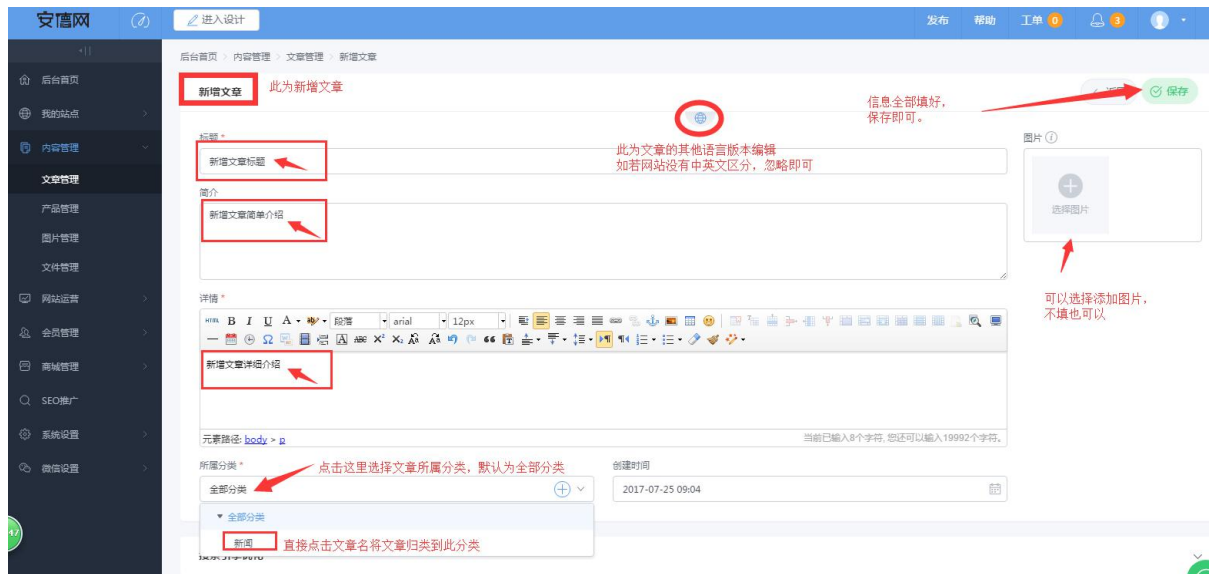 安信网
进入设计
发布 帮助 工单 0 3
后台首页 > 内容管理 > 文章管理 > 新增文章
后台首页
我的站点
内容管理
文章管理
产品管理
图片管理
文件管理
网站运营
会员管理
商城管理
SEO推广
系统设置
微信设置
新增文章
此为新增文章
信息全部填好,
保存即可。
保存
标题 *
新增文章标题
此为文章的其他语言版本编辑
如若网站没有中英文区分, 忽略即可
图片
选择图片
可以选择添加图片,
不填也可以
简介
新增文章简单介绍
详情 *
HTML B I U A 段落 arial 12px
新增文章详细介绍
元素路径: body > p
当前已输入8个字符, 您还可以输入19992个字符。
所属分类 *
点击这里选择文章所属分类, 默认为全部分类
全部分类
创建时间
2017-07-25 09:04
全部分类
新闻
直接点击文章名将文章归类到此分类
47